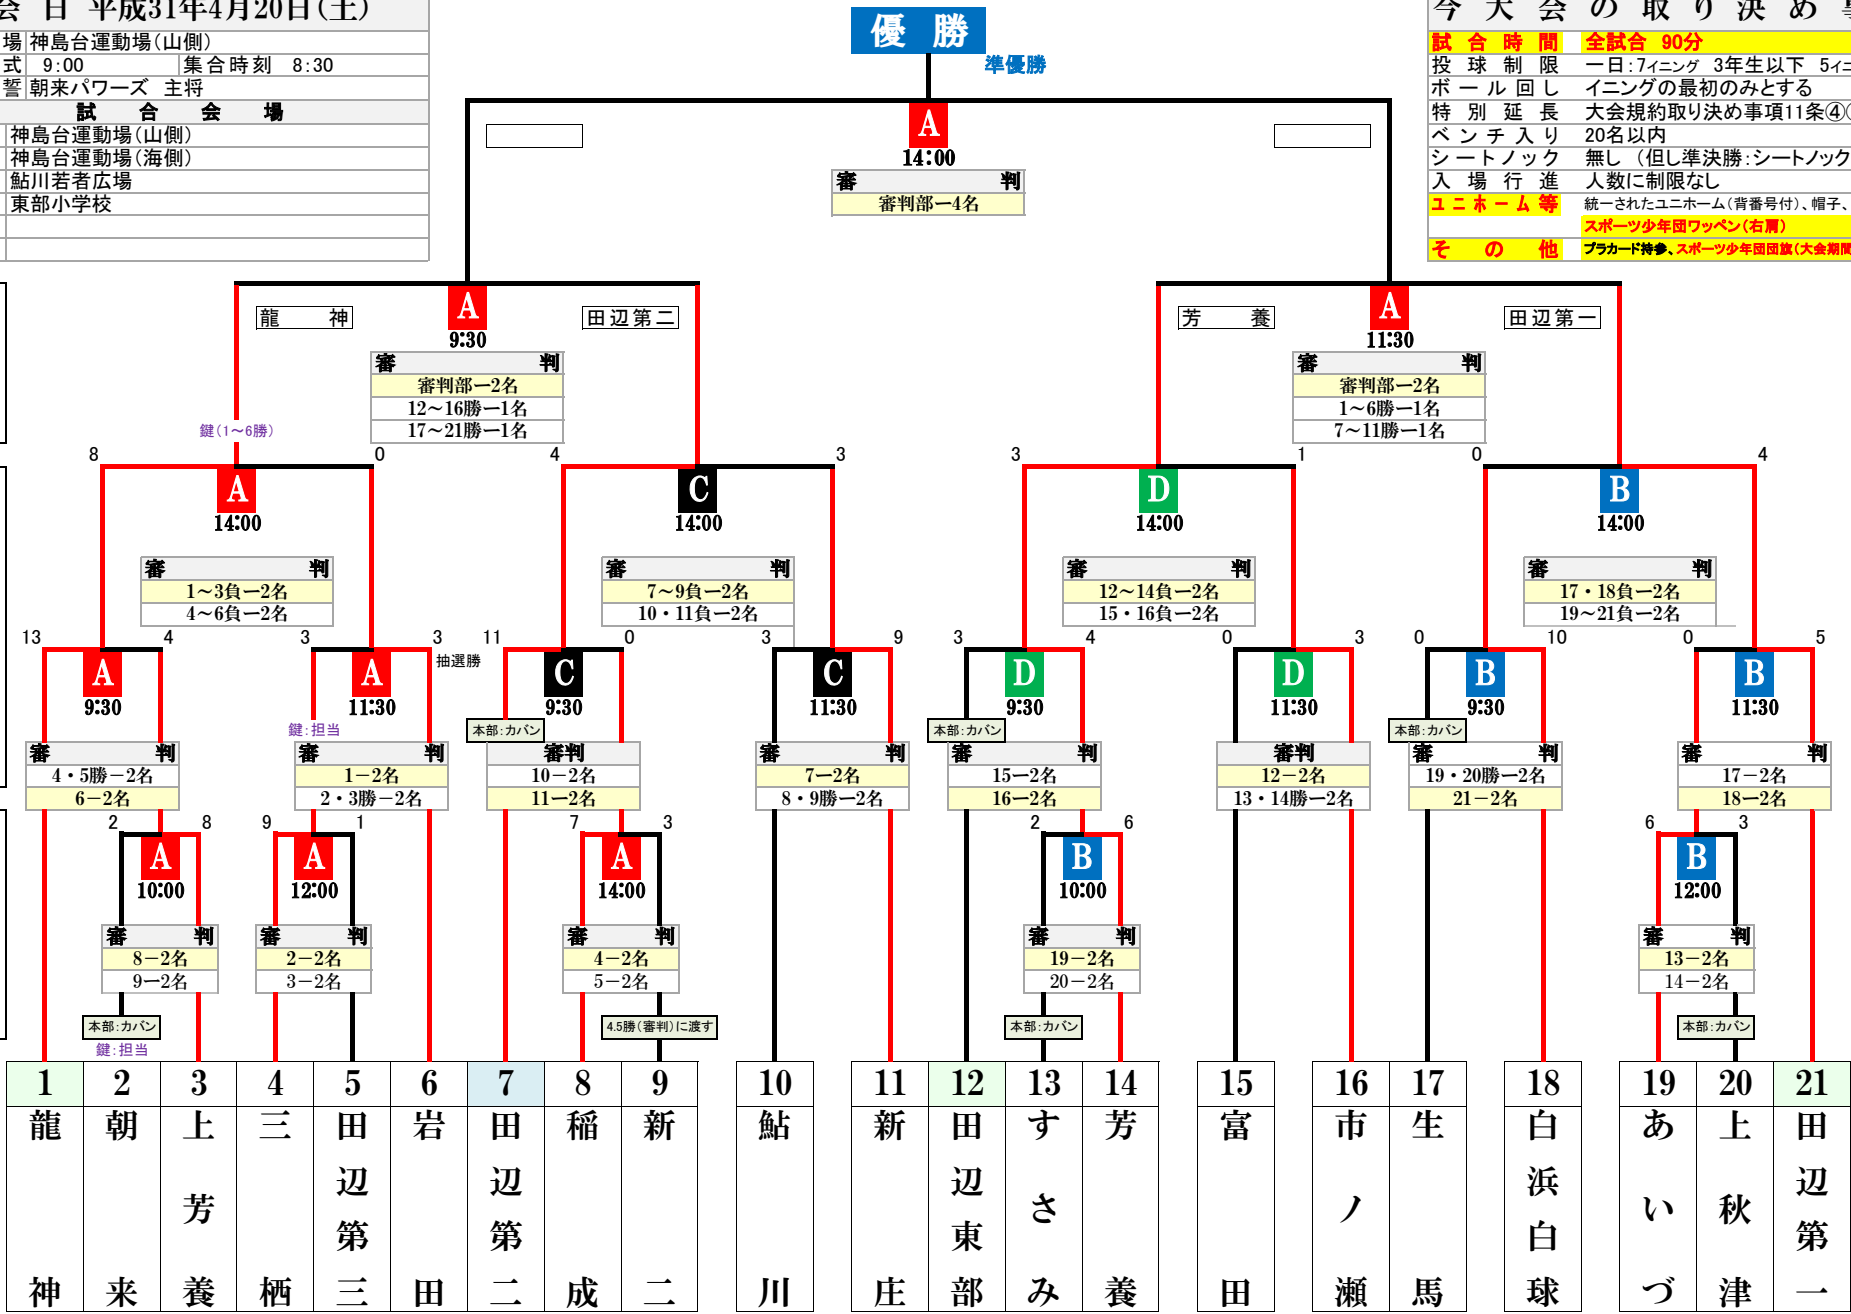 会 日 平成31年4月20日(土)
場 神島台運動場(山側)
式 9:00 集合時刻 8:30
誓 朝来パワーズ 主将
試 合 会 場
神島台運動場(山側)
神島台運動場(海側)
鮎川若者広場
東部小学校
優 勝
準優勝
今 大 会 の 取 り 決 め 事
試 合 時 間 全試合 90分
投 球 制 限 一日:7イニング 3年生以下 5イニ
ボ ー ル 回 し イニングの最初のみとする
特 別 延 長 大会規約取り決め事項11条④
ベ ン チ 入 り 20名以内
シ ー ト ノ ッ ク 無し (但し準決勝:シートノック
入 場 行 進 人数に制限なし
ユ ニ ホ ー ム 等 統一されたユニホーム(背番号付)、帽子、
スポーツ少年団ワッペン(右肩)
そ の 他 プラカード持参、スポーツ少年団団旗(大会期間
A
14:00
審 判
審判部ー4名
龍 神
A
9:30
田辺第二
審 判
審判部ー2名
12〜16勝ー1名
17〜21勝ー1名
芳 養
A
11:30
田辺第一
審 判
審判部ー2名
1〜6勝ー1名
7〜11勝ー1名
鍵(1〜6勝)
8 0 4 3 3 1 0 4
A
14:00
審 判
1〜3負ー2名
4〜6負ー2名
C
14:00
審 判
7〜9負ー2名
10・11負ー2名
D
14:00
審 判
12〜14負ー2名
15・16負ー2名
B
14:00
審 判
17・18負ー2名
19〜21負ー2名
13 4 3 3 11 0 3 9 3 4 0 3 0 10 0 5
抽選勝
A
9:30
審 判
4・5勝－2名
6－2名
A
11:30
鍵:担当
審 判
1－2名
2・3勝－2名
C
9:30
本部:カバン
審判
10－2名
11ー2名
C
11:30
審 判
7ー2名
8・9勝ー2名
D
9:30
本部:カバン
審 判
15ー2名
16ー2名
D
11:30
審判
12－2名
13・14勝ー2名
B
9:30
本部:カバン
審 判
19・20勝ー2名
21－2名
B
11:30
審 判
17－2名
18ー2名
2 8 9 1 7 3 2 6 6 3
A
10:00
審 判
8－2名
9ー2名
本部:カバン
鍵:担当
A
12:00
審 判
2－2名
3－2名
A
14:00
審 判
4－2名
5－2名
4.5勝(審判)に渡す
B
10:00
審 判
19－2名
20－2名
本部:カバン
B
12:00
審 判
13－2名
14－2名
本部:カバン
1 龍神
2 朝来
3 上芳養
4 三栖
5 田辺第三
6 岩田
7 田辺第二
8 稲成
9 新二
10 鮎川
11 新庄
12 田辺東部
13 すさみ
14 芳養
15 富田
16 市ノ瀬
17 生馬
18 白浜白球
19 あいづ
20 上秋津
21 田辺第一